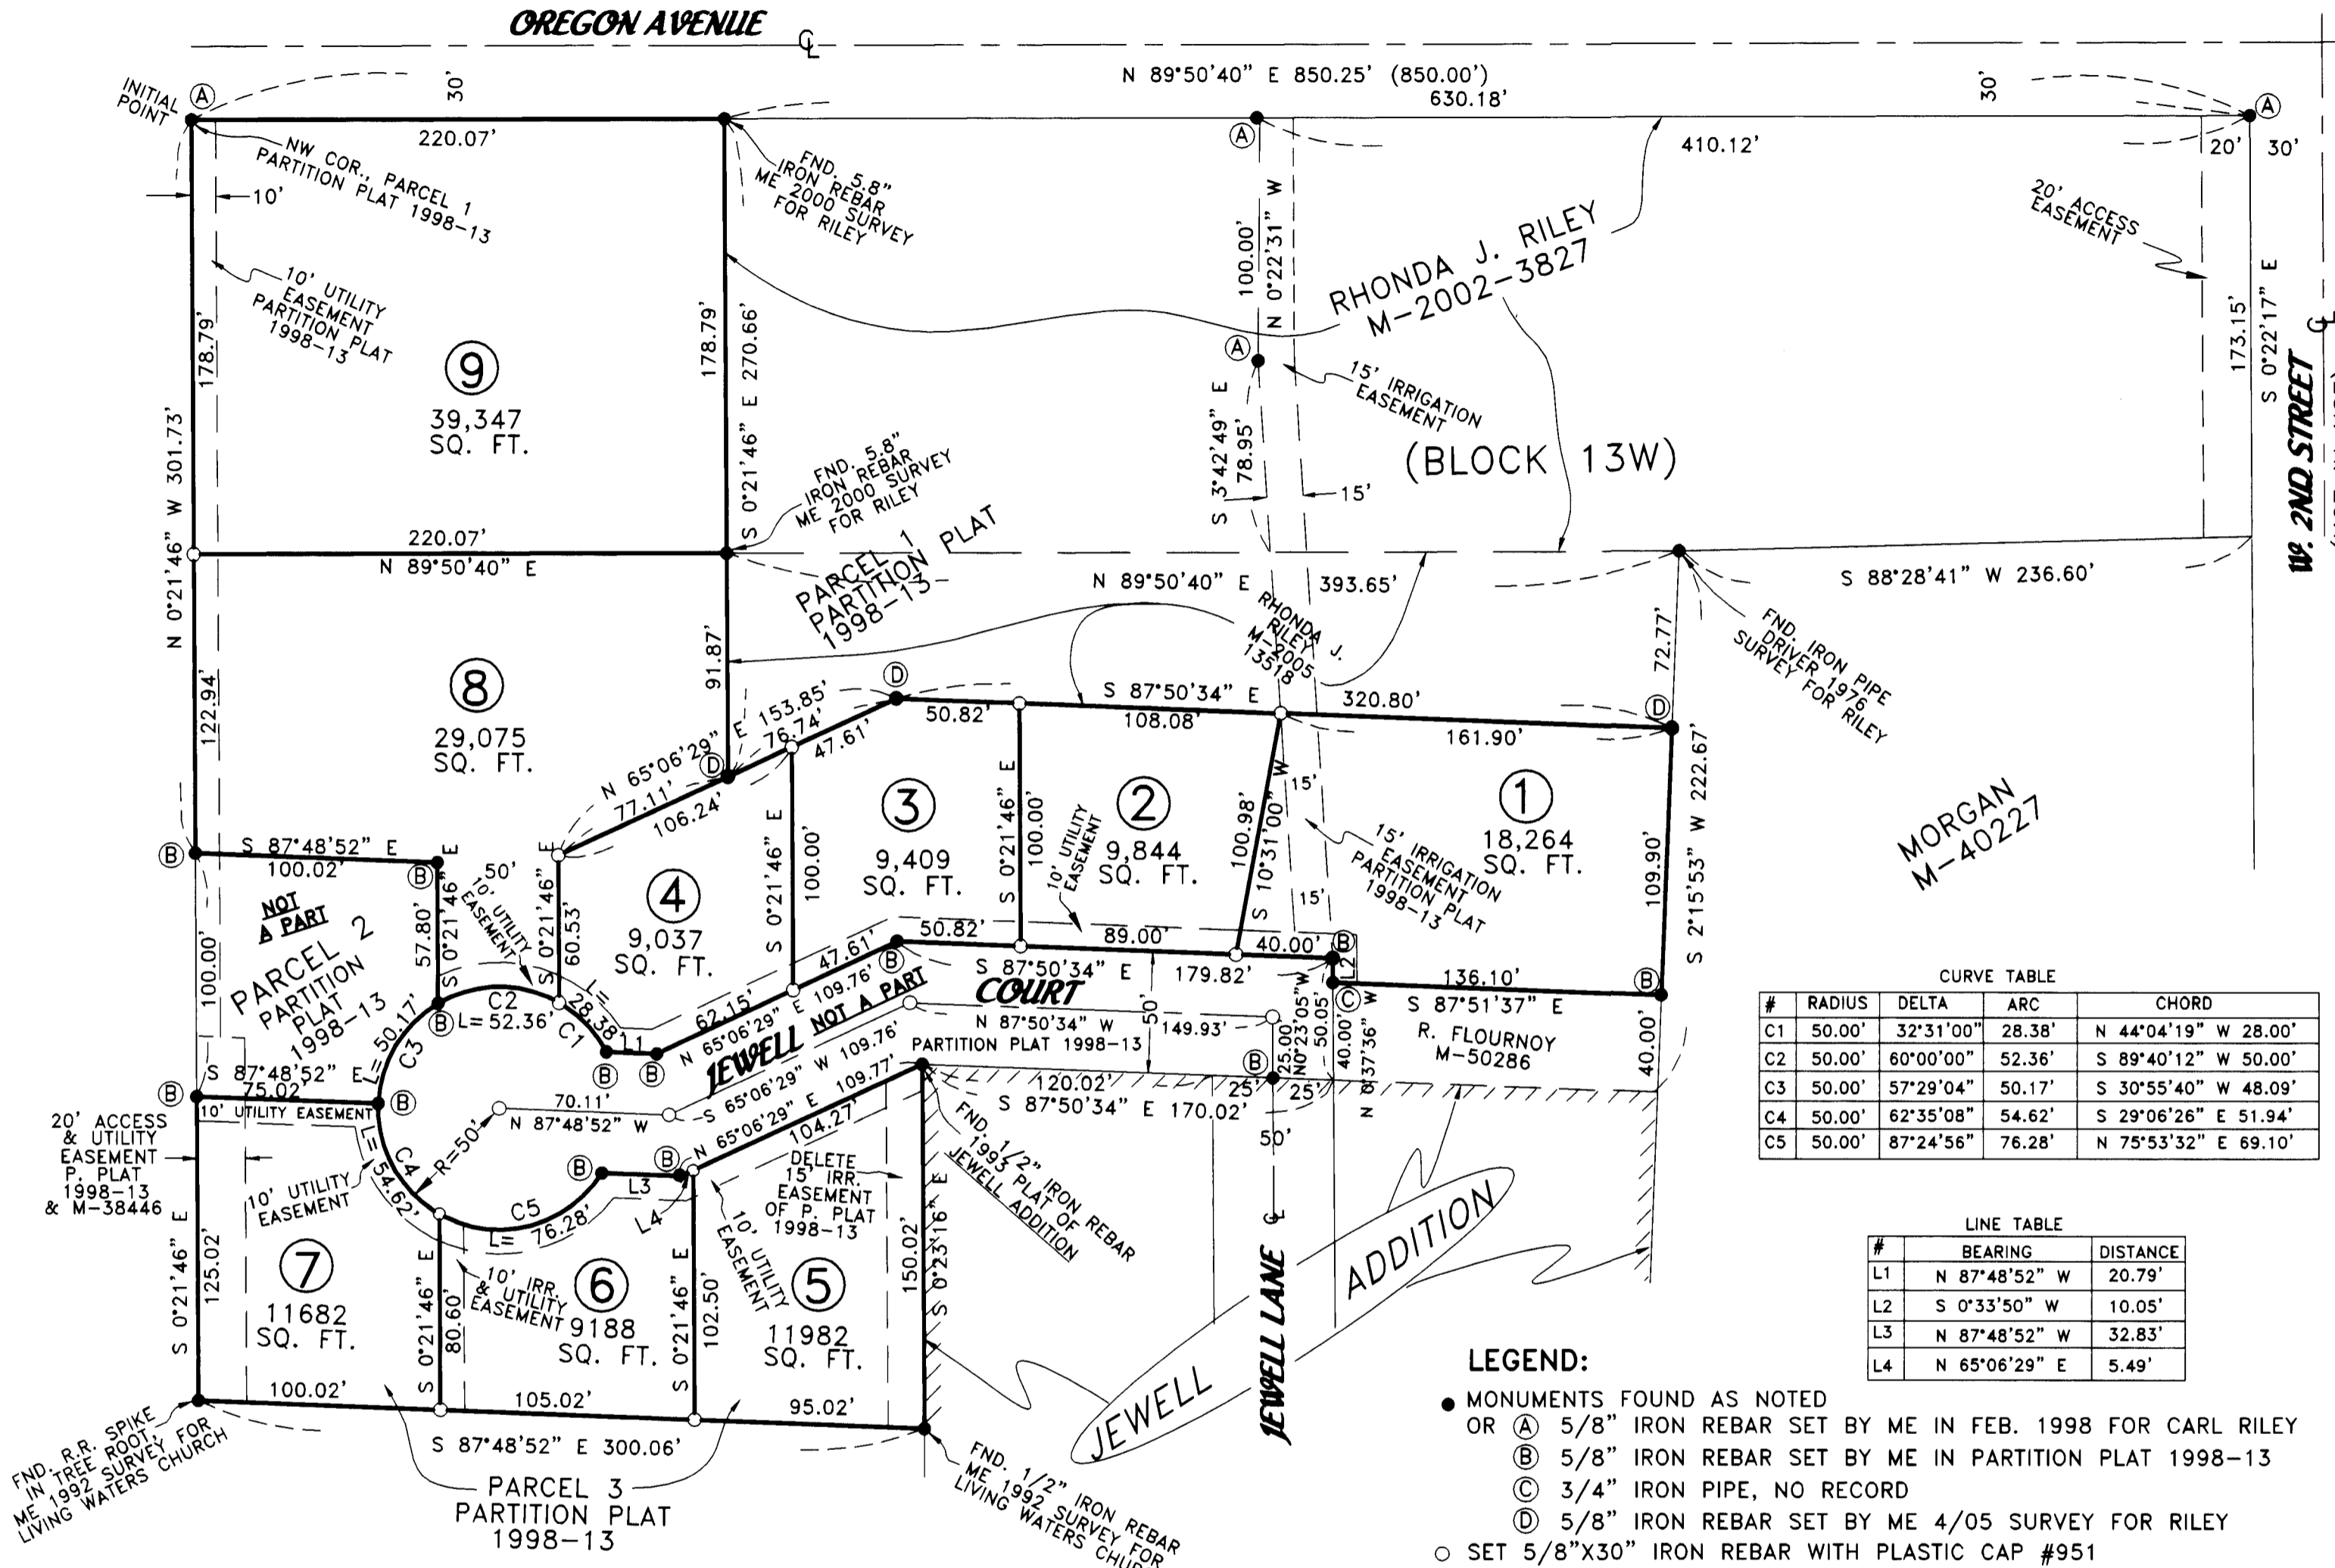 OREGON AVENUE
℄
N 89°50'40" E 850.25' (850.00')
630.18'
30'
30'
INITIAL
POINT
A
220.07'
A
410.12'
A
20'
30'
NW COR., PARCEL 1
PARTITION PLAT 1998-13
10'
FND. 5.8"
IRON REBAR
ME 2000 SURVEY
FOR RILEY
10' UTILITY
EASEMENT
PARTITION PLAT
1998-13
178.79'
N 0°21'46" W 301.73'
9
39,347
SQ. FT.
178.79'
S 0°21'46" E 270.66'
100.00'
N 0°22'31" W
A
RHONDA J. RILEY
M-2002-3827
20' ACCESS
EASEMENT
173.15'
S 0°22'17" E
℄
W. 2ND STREET
15' IRRIGATION
EASEMENT
S 3°42'49" E
78.95'
15'
(BLOCK 13W)
FND. 5.8"
IRON REBAR
ME 2000 SURVEY
FOR RILEY
220.07'
N 89°50'40" E
PARCEL 1
PARTITION PLAT
1998-13
N 89°50'40" E 393.65'
S 88°28'41" W 236.60'
RHONDA J.
RILEY
M-2005
13518
72.77'
FND. IRON PIPE
DRIVER 1976
SURVEY FOR RILEY
122.94'
8
29,075
SQ. FT.
91.87'
D
N 65°06'29" E 153.85'
77.11'
76.74'
106.24'
47.61'
D
50.82'
S 87°50'34" E
320.80'
108.08'
161.90'
D
S 2°15'53" W 222.67'
B
S 87°48'52" E
100.02'
B
50'
10' UTILITY
EASEMENT
57.80'
S 0°21'46" E
S 0°21'46" E
60.53'
4
9,037
SQ. FT.
S 0°21'46" E
100.00'
3
9,409
SQ. FT.
S 0°21'46" E
100.00'
10' UTILITY
EASEMENT
2
9,844
SQ. FT.
100.98'
S 10°31'00" W
15'
15' IRRIGATION
EASEMENT
PARTITION PLAT
1998-13
15'
1
18,264
SQ. FT.
109.90'
MORGAN
M-40227
NOT
A PART
PARCEL 2
PARTITION
PLAT
1998-13
100.00'
B
C2
L= 52.36'
L=
28.38'
C1
L1
B
B
62.15'
47.61'
N 65°06'29" E 109.76'
B
50.82'
89.00'
40.00'
B
L2
S 87°50'34" E 179.82'
136.10'
B
C
S 87°51'37" E
R. FLOURNOY
M-50286
40.00'
JEWELL COURT
NOT A PART
50'
N 87°50'34" W 149.93'
PARTITION PLAT 1998-13
S 65°06'29" W 109.76'
25.00'
N0°23'05"W
50.05'
40.00'
N 0°37'36" W
B
L= 50.17'
C3
S 87°48'52" E
75.02'
B
B
10' UTILITY EASEMENT
20' ACCESS
& UTILITY
EASEMENT
P. PLAT
1998-13
& M-38446
70.11'
N 87°48'52" W
R=50'
C4
L= 54.62'
10' UTILITY
EASEMENT
N 65°06'29" E 109.77'
104.27'
120.02'
S 87°50'34" E 170.02'
25'
25'
50'
FND. 1/2" IRON REBAR
1993 PLAT OF
JEWELL ADDITION
B
B
L3
L4
C5
L= 76.28'
DELETE
15' IRR.
EASEMENT
OF P. PLAT
1998-13
10' UTILITY
EASEMENT
S 0°21'46" E
125.02'
7
11682
SQ. FT.
S 0°21'46" E
80.60'
10' IRR.
& UTILITY
EASEMENT
6
9188
SQ. FT.
S 0°21'46" E
102.50'
5
11982
SQ. FT.
150.02'
S 0°23'16" E
JEWELL LANE
℄
JEWELL ADDITION
100.02'
105.02'
95.02'
S 87°48'52" E 300.06'
FND. R.R. SPIKE
IN TREE ROOT,
ME 1992 SURVEY FOR
LIVING WATERS CHURCH
PARCEL 3
PARTITION PLAT
1998-13
FND. 1/2" IRON REBAR
ME 1992 SURVEY FOR
LIVING WATERS
CURVE TABLE
# RADIUS DELTA ARC CHORD
C1 50.00' 32°31'00" 28.38' N 44°04'19" W 28.00'
C2 50.00' 60°00'00" 52.36' S 89°40'12" W 50.00'
C3 50.00' 57°29'04" 50.17' S 30°55'40" W 48.09'
C4 50.00' 62°35'08" 54.62' S 29°06'26" E 51.94'
C5 50.00' 87°24'56" 76.28' N 75°53'32" E 69.10'
LINE TABLE
# BEARING DISTANCE
L1 N 87°48'52" W 20.79'
L2 S 0°33'50" W 10.05'
L3 N 87°48'52" W 32.83'
L4 N 65°06'29" E 5.49'
LEGEND:
● MONUMENTS FOUND AS NOTED
OR Ⓐ 5/8" IRON REBAR SET BY ME IN FEB. 1998 FOR CARL RILEY
Ⓑ 5/8" IRON REBAR SET BY ME IN PARTITION PLAT 1998-13
Ⓒ 3/4" IRON PIPE, NO RECORD
Ⓓ 5/8" IRON REBAR SET BY ME 4/05 SURVEY FOR RILEY
○ SET 5/8"X30" IRON REBAR WITH PLASTIC CAP #951